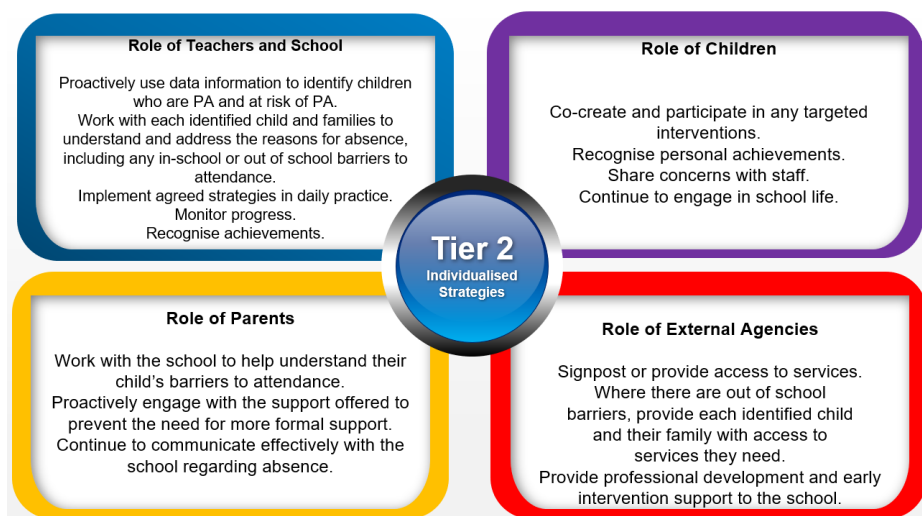 Role of Teachers and School
Proactively use data information to identify children
who are PA and at risk of PA.
Work with each identified child and families to
understand and address the reasons for absence,
including any in-school or out of school barriers to
attendance.
Implement agreed strategies in daily practice.
Monitor progress.
Recognise achievements.
Role of Children
Co-create and participate in any targeted
interventions.
Recognise personal achievements.
Share concerns with staff.
Continue to engage in school life.
Tier 2
Individualised
Strategies
Role of Parents
Work with the school to help understand their
child’s barriers to attendance.
Proactively engage with the support offered to
prevent the need for more formal support.
Continue to communicate effectively with the
school regarding absence.
Role of External Agencies
Signpost or provide access to services.
Where there are out of school
barriers, provide each identified child
and their family with access to
services they need.
Provide professional development and early
intervention support to the school.